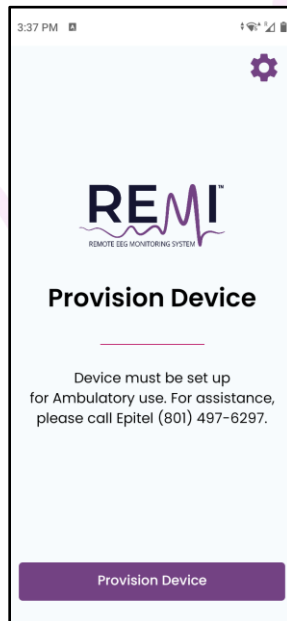 3:37 PM
REMI™
REMOTE EEG MONITORING SYSTEM
Provision Device
Device must be set up
for Ambulatory use. For assistance,
please call Epitel (801) 497-6297.
Provision Device